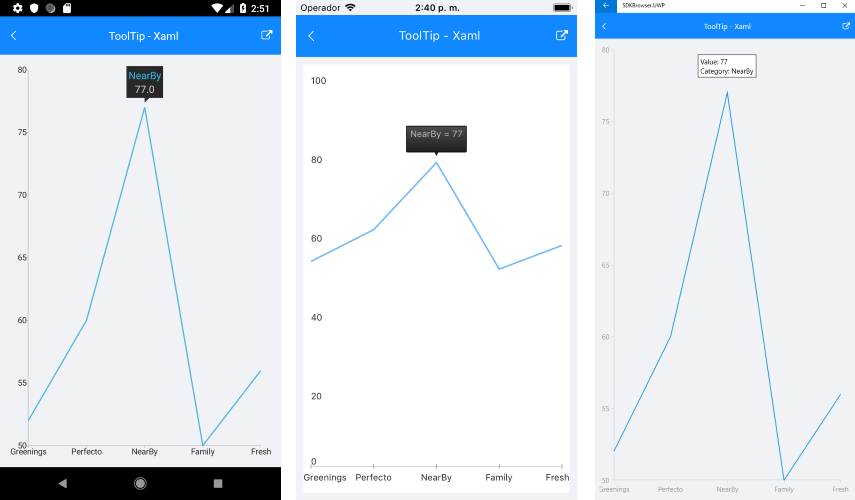 2:51
ToolTip - Xaml
80
NearBy
77.0
75
70
65
60
55
50
Greenings Perfecto NearBy Family Fresh
Operador 2:40 p. m.
ToolTip - Xaml
100
NearBy = 77
80
60
40
20
0
Greenings Perfecto NearBy Family Fresh
SDKBrowser.UWP
ToolTip - Xaml
80
Value: 77
Category: NearBy
75
70
65
60
55
50
Greenings Perfecto NearBy Family Fresh